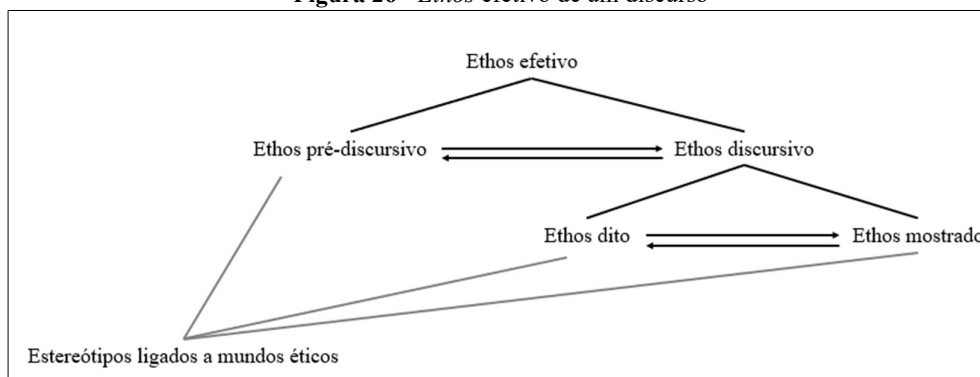 Figura 20 - Ethos efetivo de um discurso
Ethos efetivo
Ethos pré-discursivo Ethos discursivo
Ethos dito Ethos mostrado
Estereótipos ligados a mundos éticos